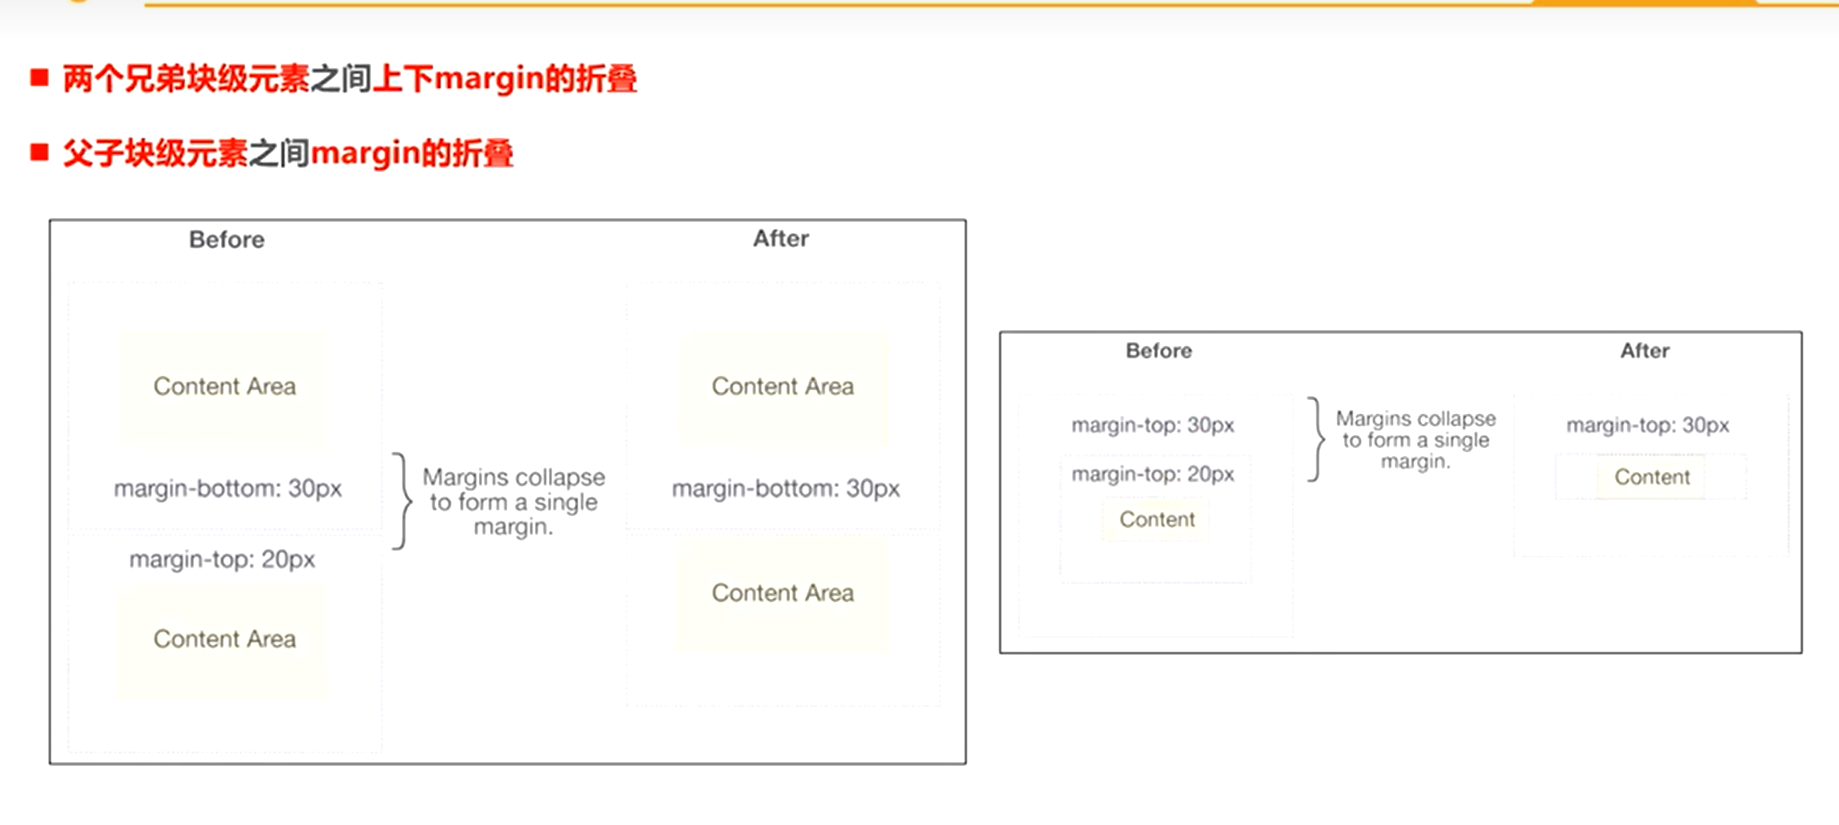 两个兄弟块级元素之间上下margin的折叠
父子块级元素之间margin的折叠
Before
After
Content Area
Content Area
margin-bottom: 30px
Margins collapse
to form a single
margin.
margin-bottom: 30px
margin-top: 20px
Content Area
Content Area
Before
After
margin-top: 30px
Margins collapse
to form a single
margin.
margin-top: 30px
margin-top: 20px
Content
Content